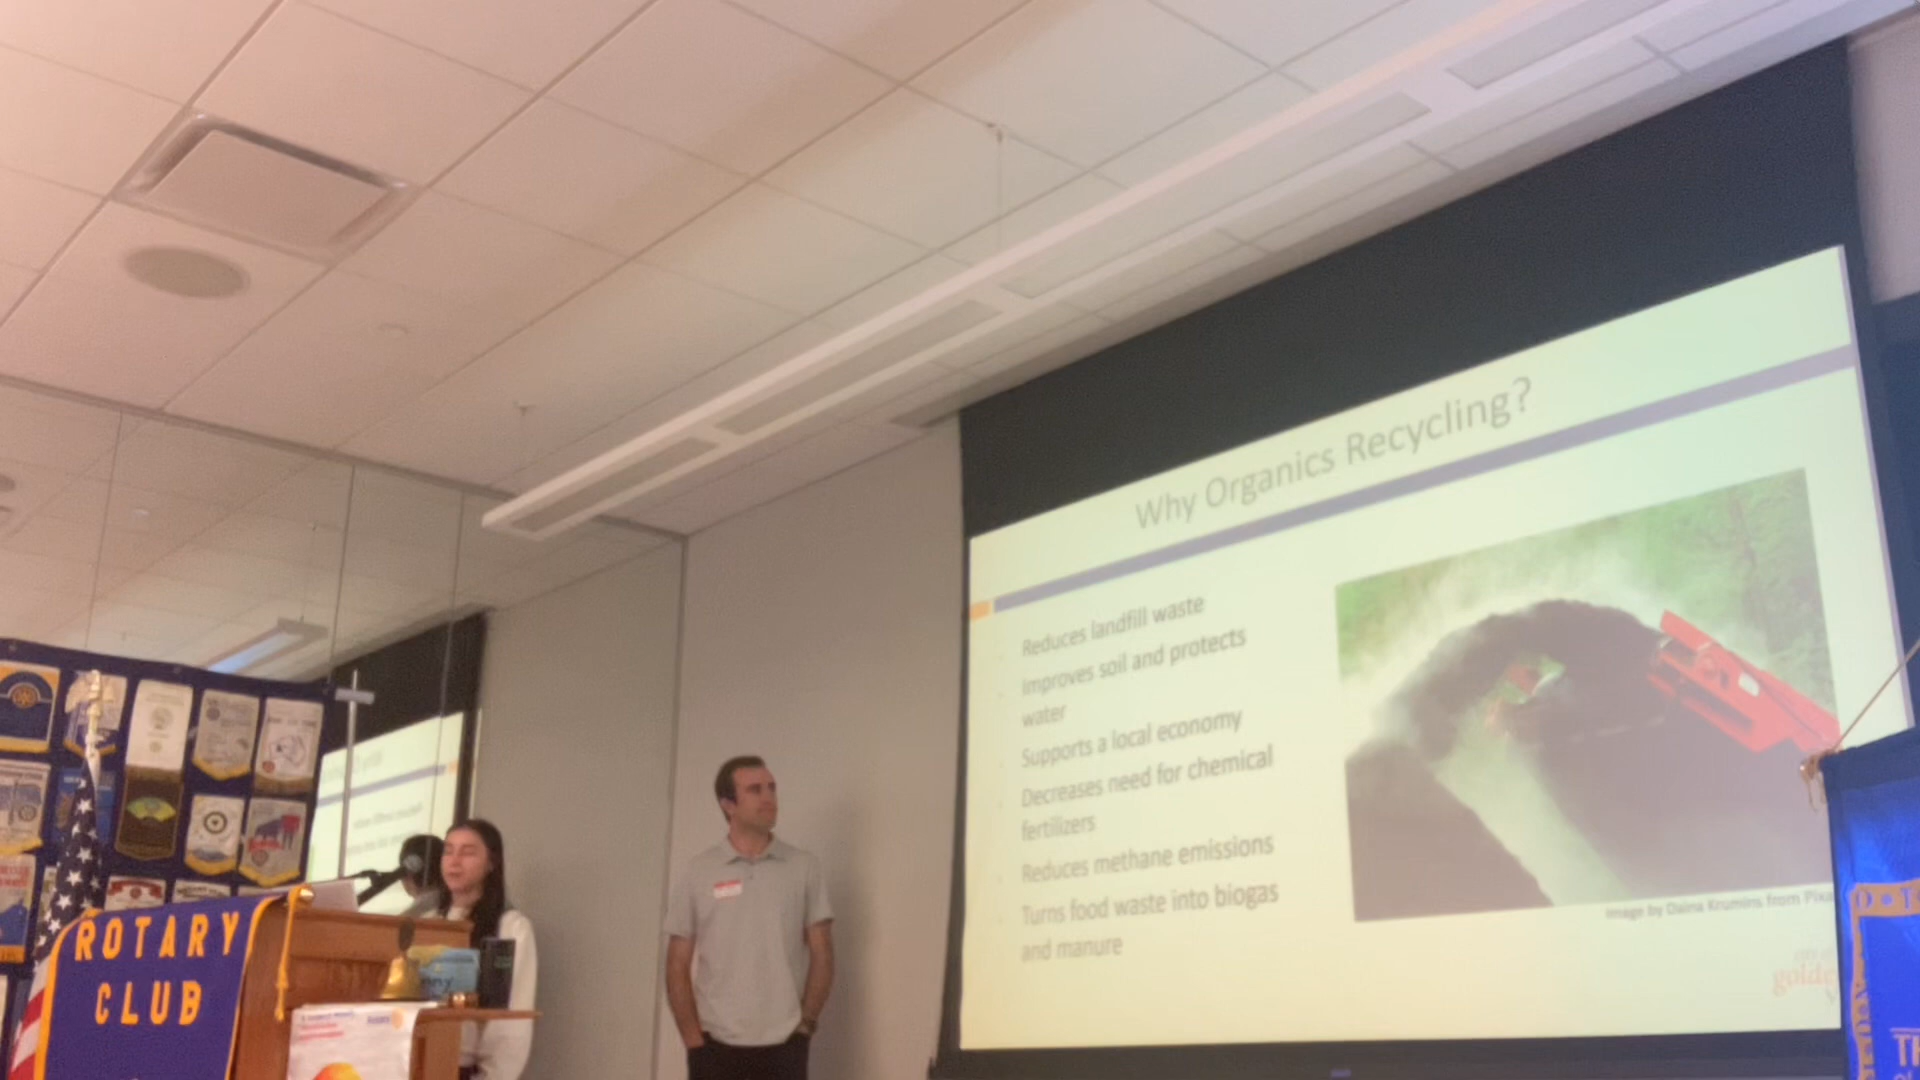 Why Organics Recycling?
Reduces landfill waste
Improves soil and protects
water
Supports a local economy
Decreases need for chemical
fertilizers
Reduces methane emissions
Turns food waste into biogas
and manure
Image by Daina Krumins from
golde
ROTARY
CLUB